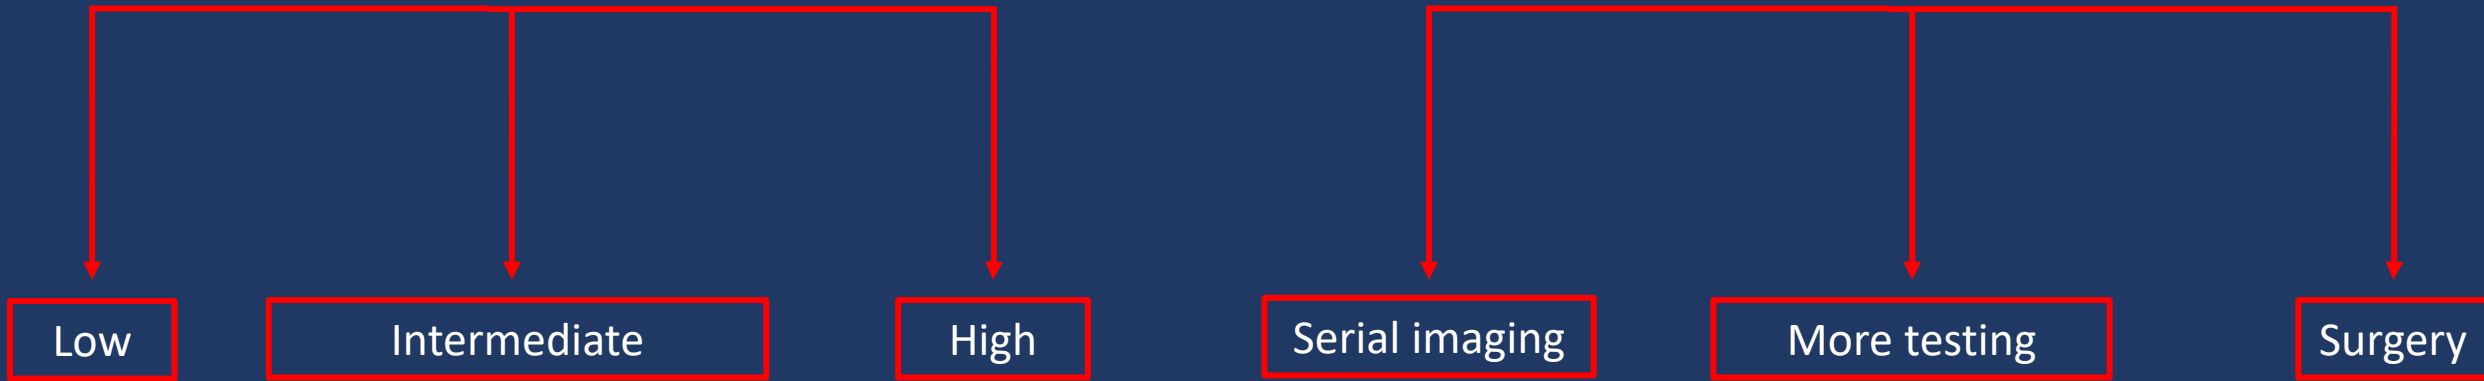 Low
Intermediate
High
Serial imaging
More testing
Surgery